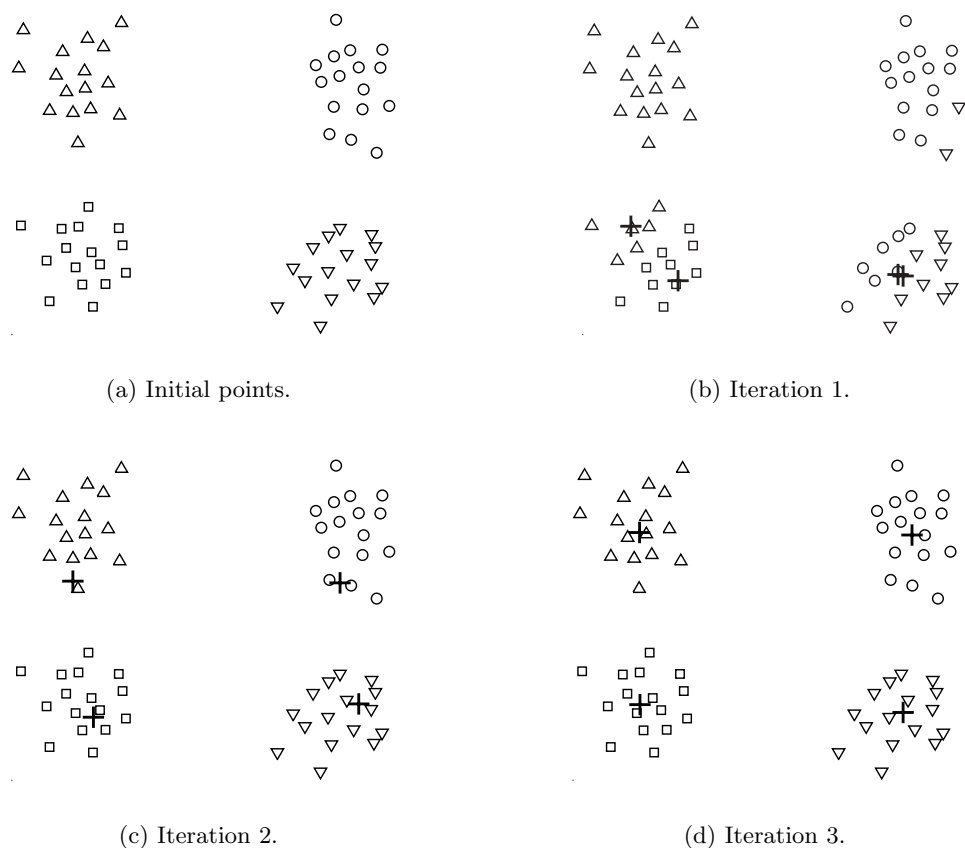 (a) Initial points.
(b) Iteration 1.
(c) Iteration 2.
(d) Iteration 3.